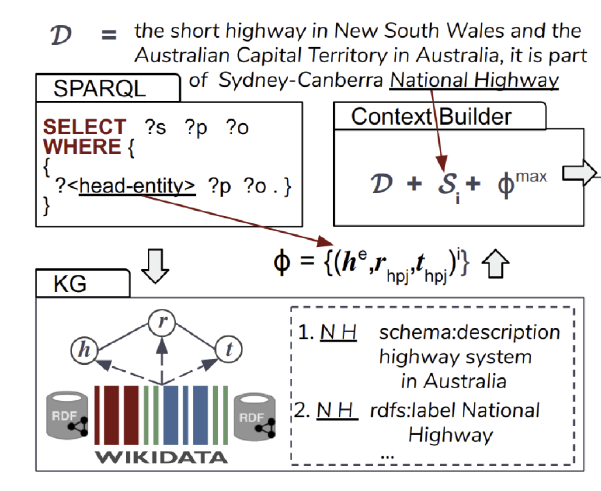 𝒟 = the short highway in New South Wales and the
Australian Capital Territory in Australia, it is part
of Sydney-Canberra National Highway
SPARQL
SELECT ?s ?p ?o
WHERE {
{
?<head-entity> ?p ?o . }
}
Context Builder
𝒟 + 𝒮i + ϕmax
ϕ = {(he,rhpj,thpj)i}
KG
h
r
t
RDF
RDF
WIKIDATA
1. N H schema:description
highway system
in Australia
2. N H rdfs:label National
Highway
...